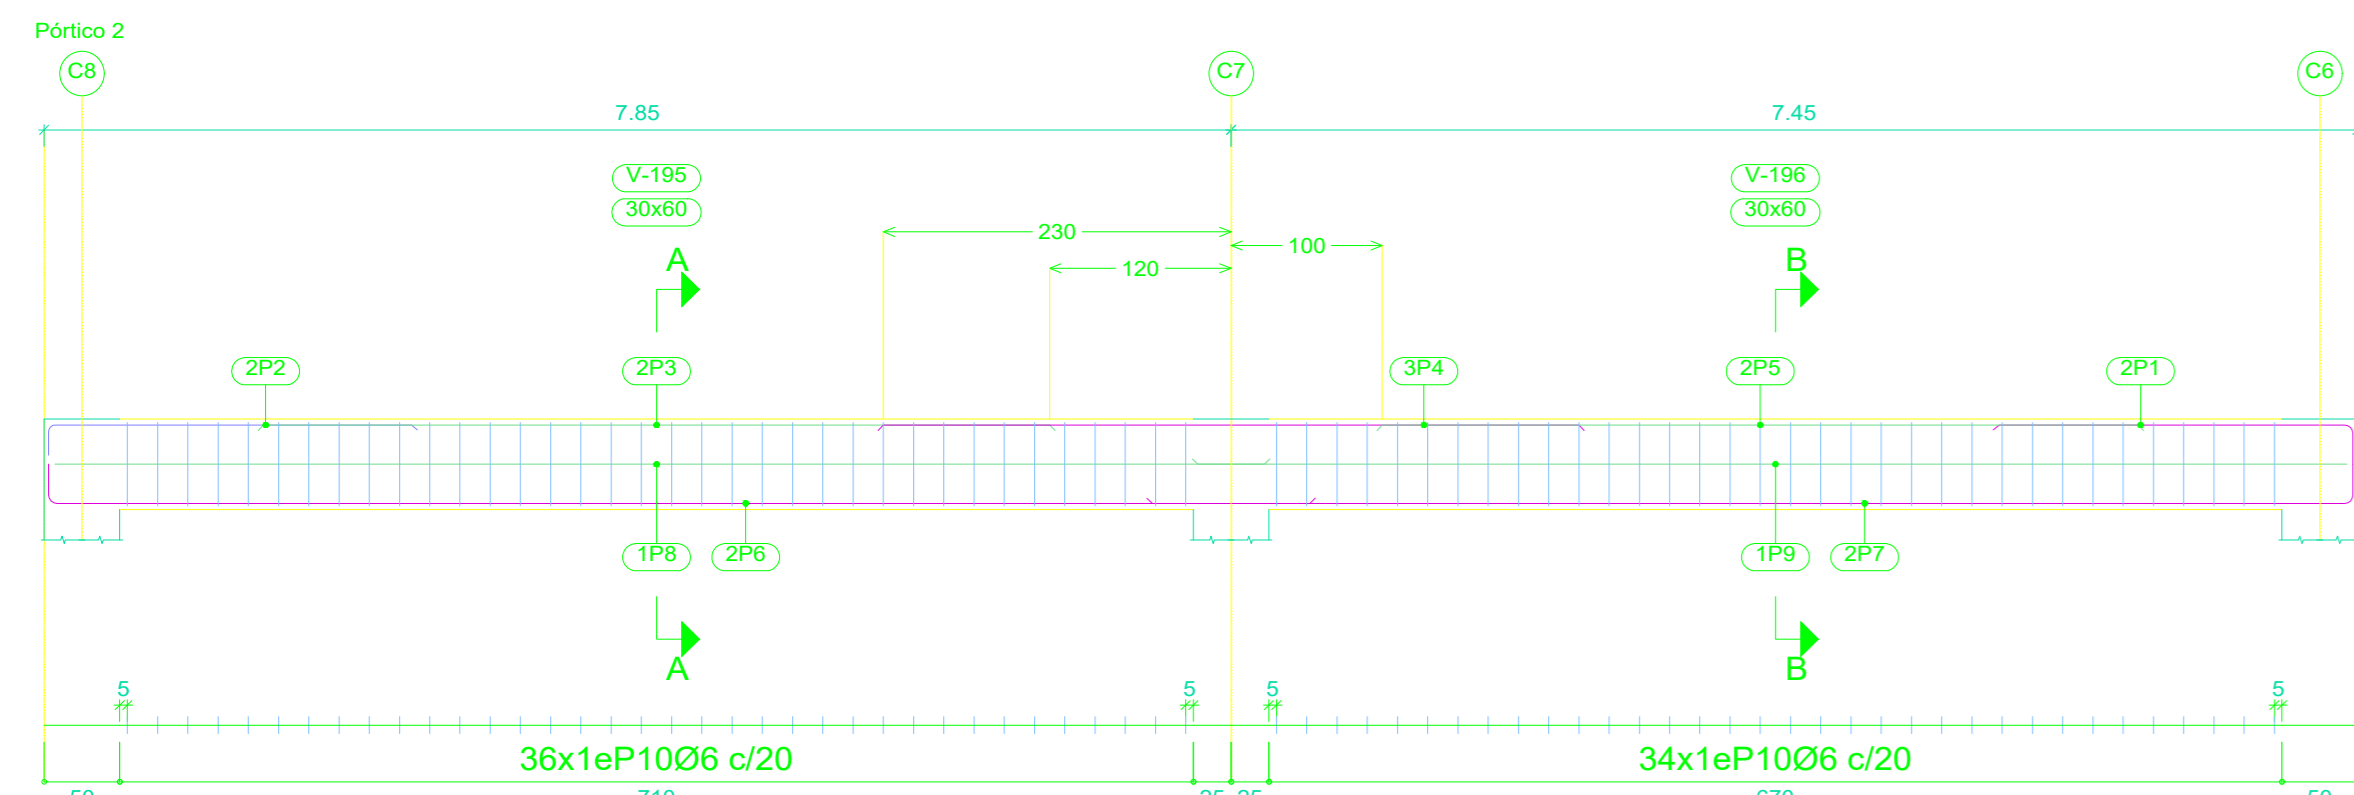 Pórtico 2
C8 C7 C6
7.85 7.45
V-195 V-196
30x60 30x60
230 100
A 120 B
2P2 2P3 3P4 2P5 2P1
1P8 2P6 1P9 2P7
A B
5 5 5 5
36x1eP10Ø6 c/20 34x1eP10Ø6 c/20